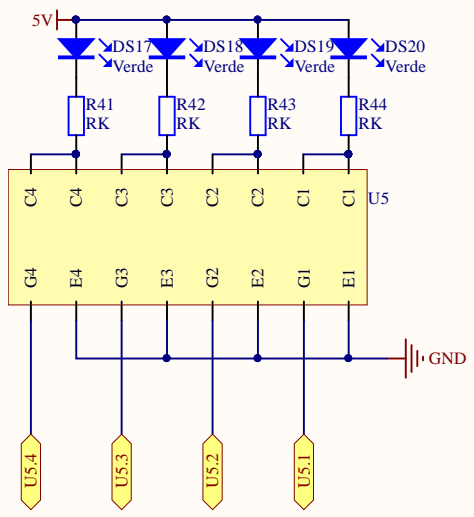 5V
DS17 DS18 DS19 DS20
Verde Verde Verde Verde
R41 R42 R43 R44
RK RK RK RK
C4 C4 C3 C3 C2 C2 C1 C1
U5
G4 E4 G3 E3 G2 E2 G1 E1
GND
U5.4 U5.3 U5.2 U5.1